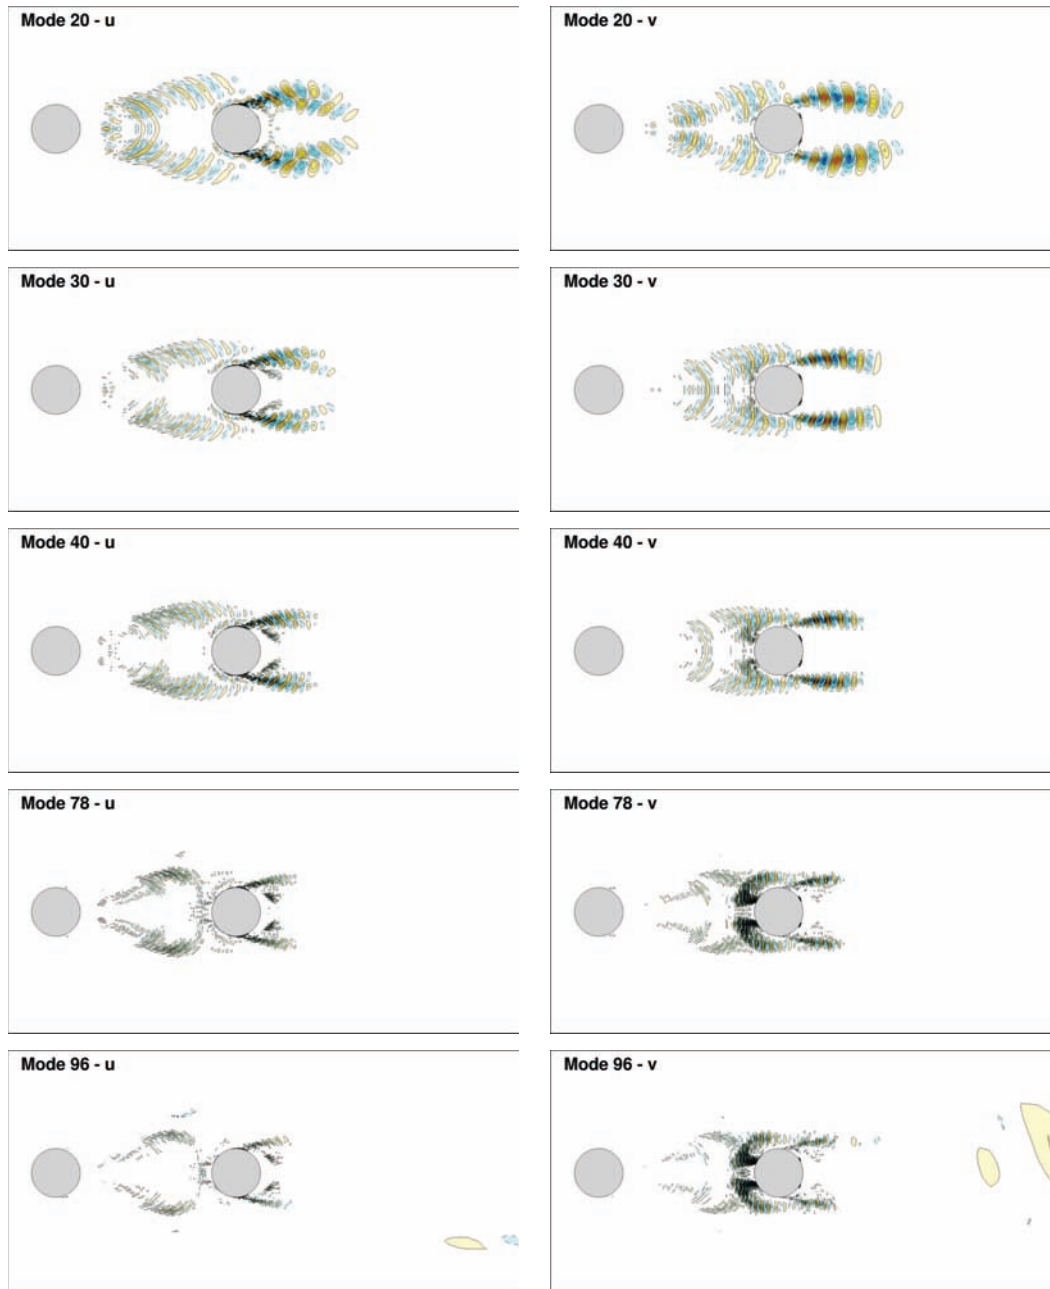 Mode 20 - u
Mode 20 - v
Mode 30 - u
Mode 30 - v
Mode 40 - u
Mode 40 - v
Mode 78 - u
Mode 78 - v
Mode 96 - u
Mode 96 - v